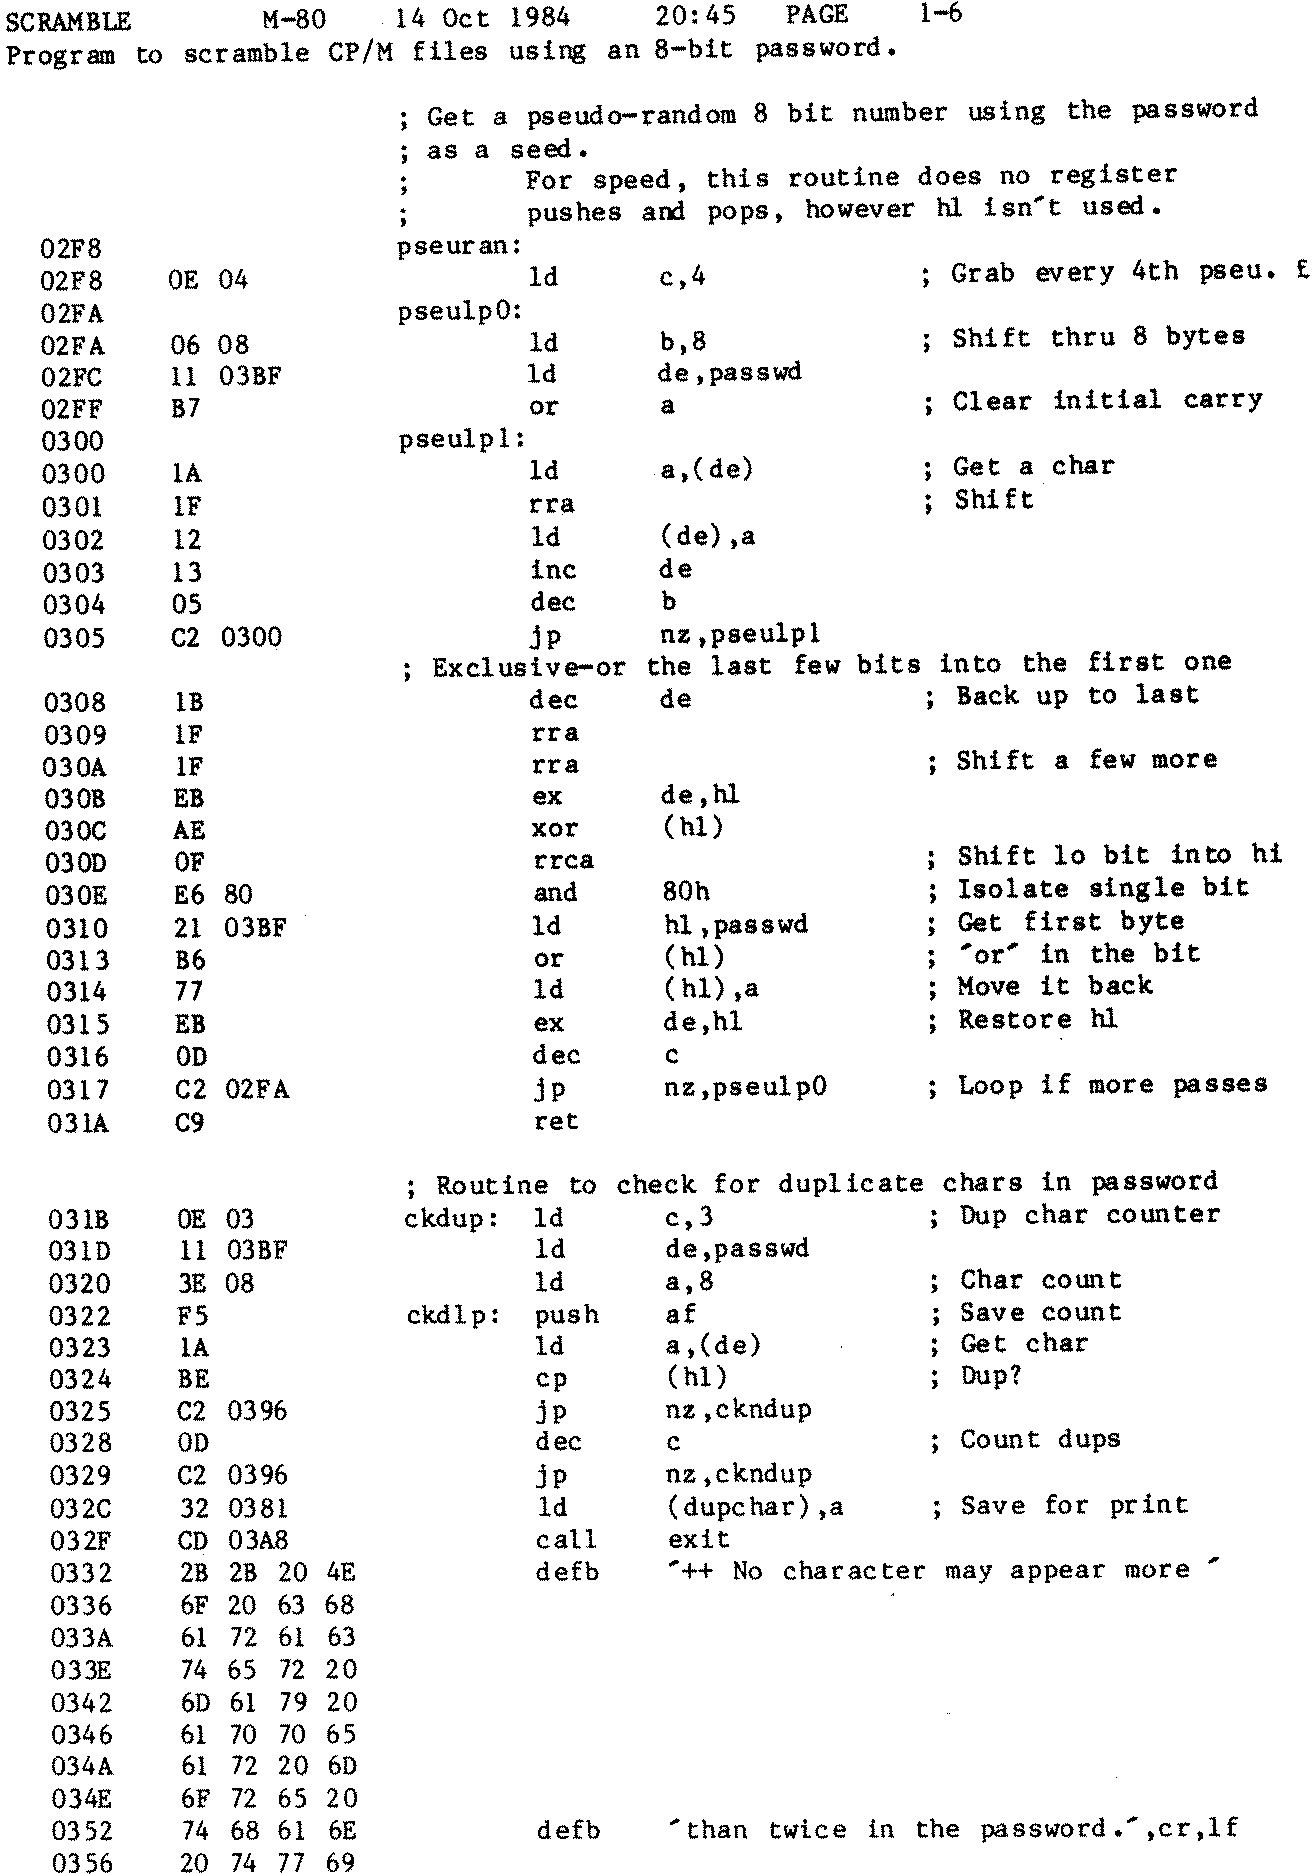 SCRAMBLE M-80 14 Oct 1984 20:45 PAGE 1-6
Program to scramble CP/M files using an 8-bit password.
; Get a pseudo-random 8 bit number using the password
; as a seed.
; For speed, this routine does no register
; pushes and pops, however hl isn´t used.
02F8 pseuran:
02F8 0E 04 ld c,4 ; Grab every 4th pseu. £
02FA pseulp0:
02FA 06 08 ld b,8 ; Shift thru 8 bytes
02FC 11 03BF ld de,passwd
02FF B7 or a ; Clear initial carry
0300 pseulp1:
0300 1A ld a,(de) ; Get a char
0301 1F rra ; Shift
0302 12 ld (de),a
0303 13 inc de
0304 05 dec b
0305 C2 0300 jp nz,pseulp1
; Exclusive-or the last few bits into the first one
0308 1B dec de ; Back up to last
0309 1F rra
030A 1F rra ; Shift a few more
030B EB ex de,hl
030C AE xor (hl)
030D 0F rrca ; Shift lo bit into hi
030E E6 80 and 80h ; Isolate single bit
0310 21 03BF ld hl,passwd ; Get first byte
0313 B6 or (hl) ; ´or´ in the bit
0314 77 ld (hl),a ; Move it back
0315 EB ex de,hl ; Restore hl
0316 0D dec c
0317 C2 02FA jp nz,pseulp0 ; Loop if more passes
031A C9 ret
; Routine to check for duplicate chars in password
031B 0E 03 ckdup: ld c,3 ; Dup char counter
031D 11 03BF ld de,passwd
0320 3E 08 ld a,8 ; Char count
0322 F5 ckdlp: push af ; Save count
0323 1A ld a,(de) ; Get char
0324 BE cp (hl) ; Dup?
0325 C2 0396 jp nz,ckndup
0328 0D dec c ; Count dups
0329 C2 0396 jp nz,ckndup
032C 32 0381 ld (dupchar),a ; Save for print
032F CD 03A8 call exit
0332 2B 2B 20 4E defb ´++ No character may appear more ´
0336 6F 20 63 68
033A 61 72 61 63
033E 74 65 72 20
0342 6D 61 79 20
0346 61 70 70 65
034A 61 72 20 6D
034E 6F 72 65 20
0352 74 68 61 6E defb ´than twice in the password.´,cr,lf
0356 20 74 77 69